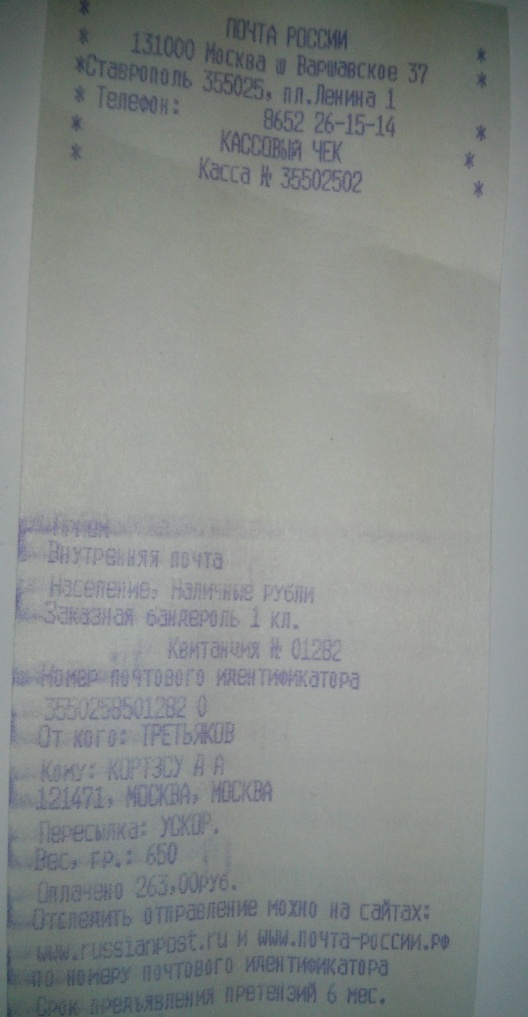 * ПОЧТА РОССИИ *
* 131000 Москва ш Варшавское 37 *
*Ставрополь 355025, пл.Ленина 1
* Телефон: 8652 26-15-14 *
* КАССОВЫЙ ЧЕК *
* Касса № 35502502 *
Прием
Внутренняя почта
Население, Наличные рубли
Заказная бандероль 1 кл.
Квитанция № 01282
Номер почтового идентификатора
3550258501282 0
От кого: ТРЕТЬЯКОВ
Кому: КОРТЭСУ А А
121471, МОСКВА, МОСКВА
Пересылка: УСКОР.
Вес, гр.: 650
Оплачено 263,00руб.
Отследить отправление можно на сайтах:
www.russianpost.ru и www.почта-россии.рф
по номеру почтового идентификатора
Срок предъявления претензий 6 мес.